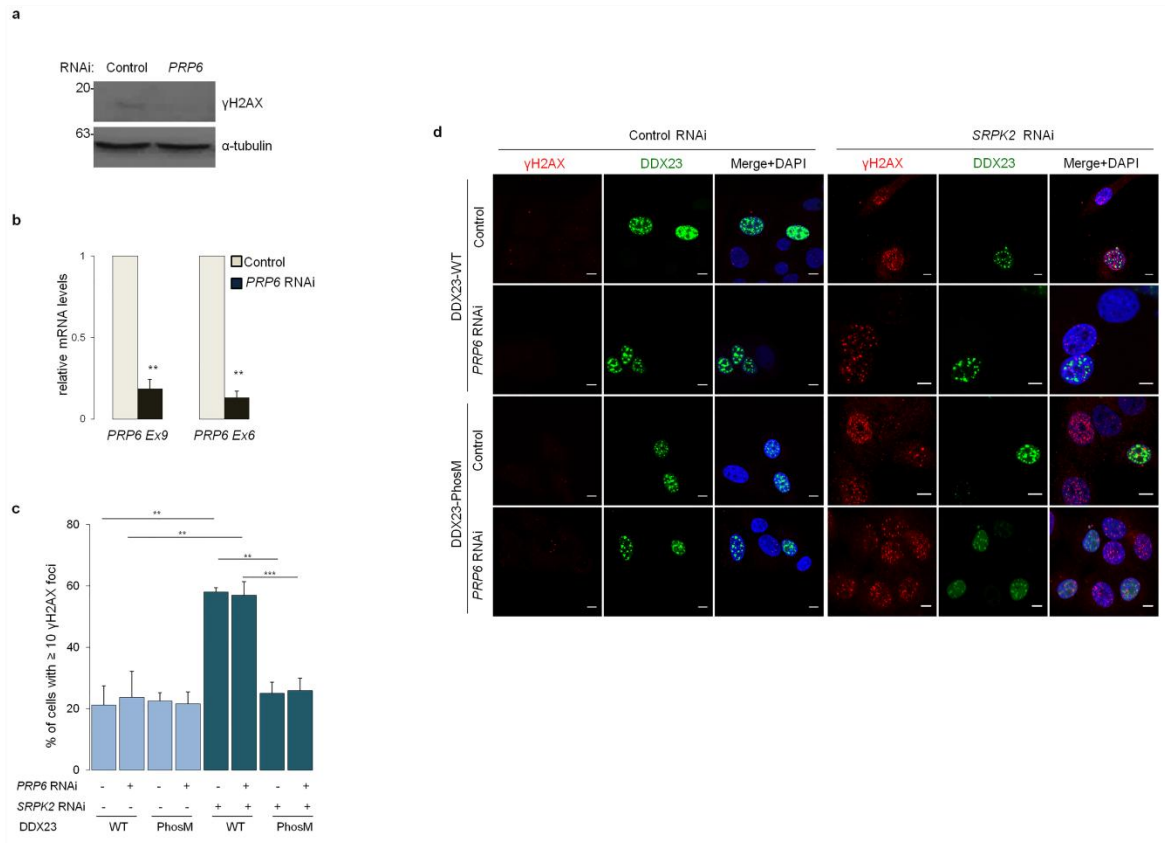 a
RNAi: Control PRP6
20-
γH2AX
63-
α-tubulin
b
relative mRNA levels
1
0.5
0
Control
PRP6 RNAi
**
**
PRP6 Ex9
PRP6 Ex6
c
% of cells with ≥ 10 γH2AX foci
80
60
40
20
0
**
**
**
***
PRP6 RNAi - + - + - + - +
SRPK2 RNAi - - - - + + + +
DDX23 WT PhosM WT PhosM
d
Control RNAi SRPK2 RNAi
γH2AX DDX23 Merge+DAPI γH2AX DDX23 Merge+DAPI
DDX23-WT
Control
PRP6 RNAi
DDX23-PhosM
Control
PRP6 RNAi